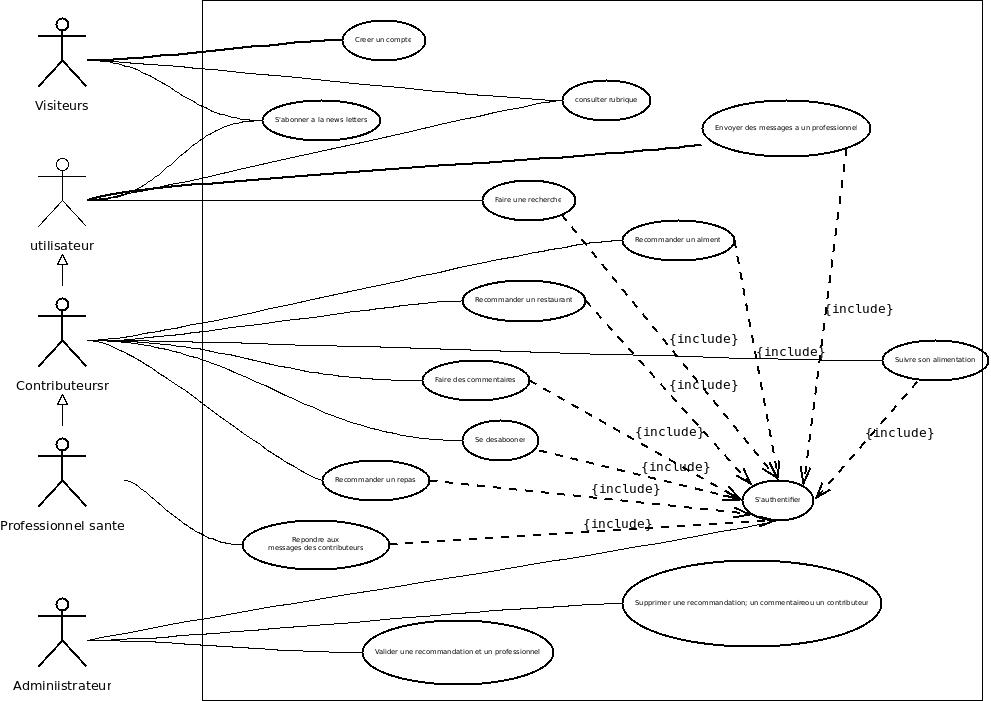 Creer un compte
Visiteurs
consulter rubrique
S'abonner a la news letters
Envoyer des messages a un professionnel
Faire une recherche
utilisateur
Recommander un aliment
Recommander un restaurant
{include}
{include}
{include}
Suivre son alimentation
Contributeursr
Faire des commentaires
{include}
{include}
{include}
Se desabooner
{include}
Recommander un repas
{include}
S'authentifier
Professionnel sante
{include}
Repondre aux
messages des contributeurs
Supprimer une recommandation; un commentaireou un contributeur
Valider une recommandation et un professionnel
Adminiistrateur